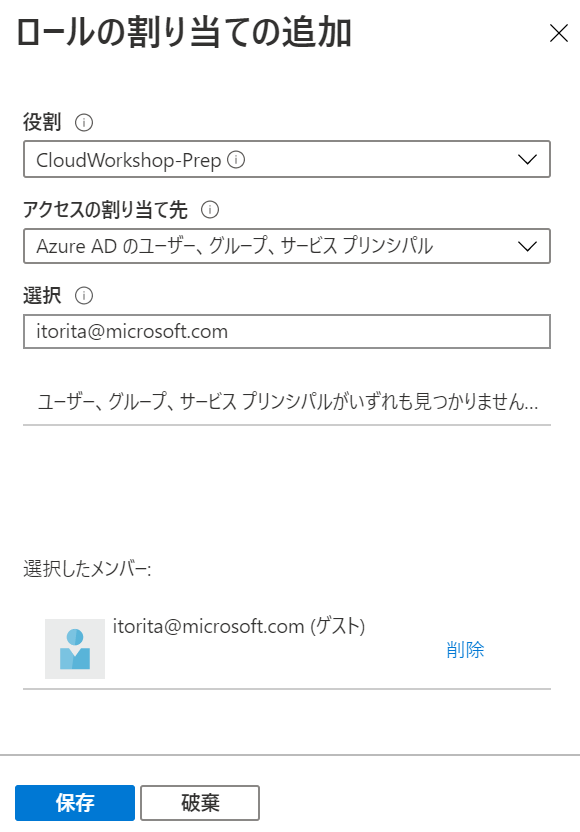 ロールの割り当ての追加
役割
CloudWorkshop-Prep
アクセスの割り当て先
Azure AD のユーザー、グループ、サービス プリンシパル
選択
itorita@microsoft.com
ユーザー、グループ、サービス プリンシパルがいずれも見つかりません...
選択したメンバー:
itorita@microsoft.com (ゲスト)
削除
保存
破棄